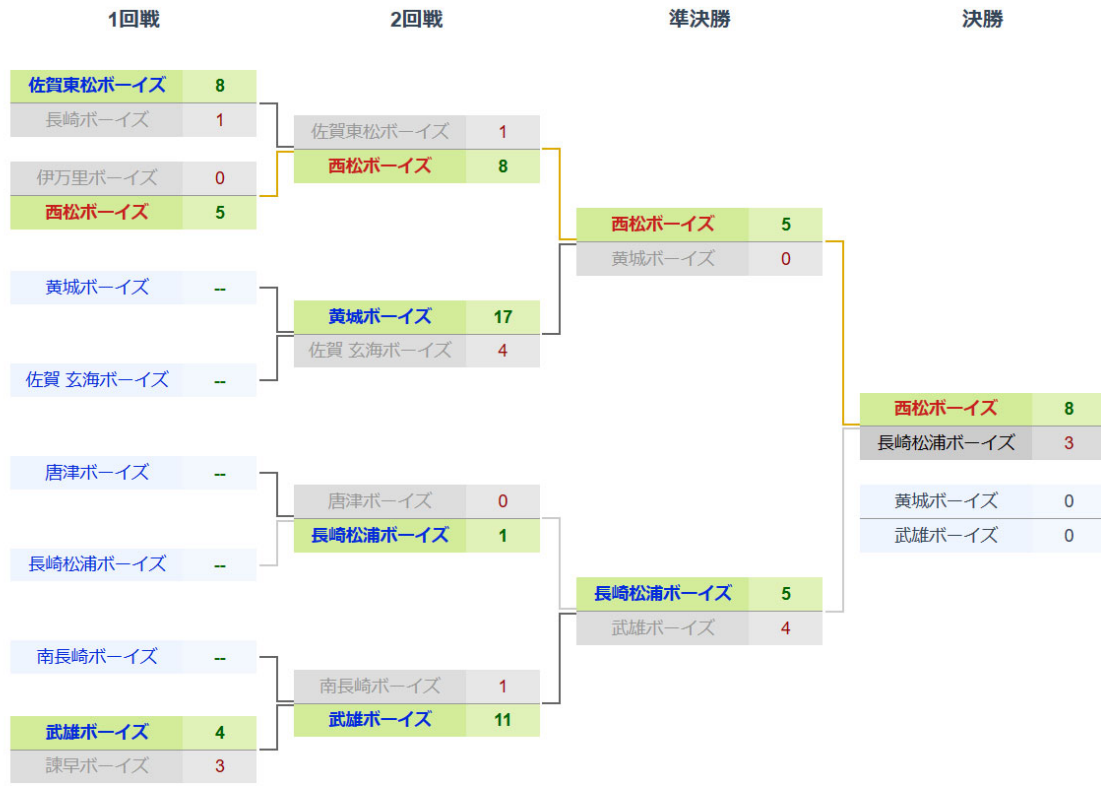 1回戦
2回戦
準決勝
決勝
佐賀東松ボーイズ 8
長崎ボーイズ 1
伊万里ボーイズ 0
西松ボーイズ 5
黄城ボーイズ --
佐賀 玄海ボーイズ --
唐津ボーイズ --
長崎松浦ボーイズ --
南長崎ボーイズ --
武雄ボーイズ 4
諫早ボーイズ 3
佐賀東松ボーイズ 1
西松ボーイズ 8
黄城ボーイズ 17
佐賀 玄海ボーイズ 4
唐津ボーイズ 0
長崎松浦ボーイズ 1
南長崎ボーイズ 1
武雄ボーイズ 11
西松ボーイズ 5
黄城ボーイズ 0
長崎松浦ボーイズ 5
武雄ボーイズ 4
西松ボーイズ 8
長崎松浦ボーイズ 3
黄城ボーイズ 0
武雄ボーイズ 0